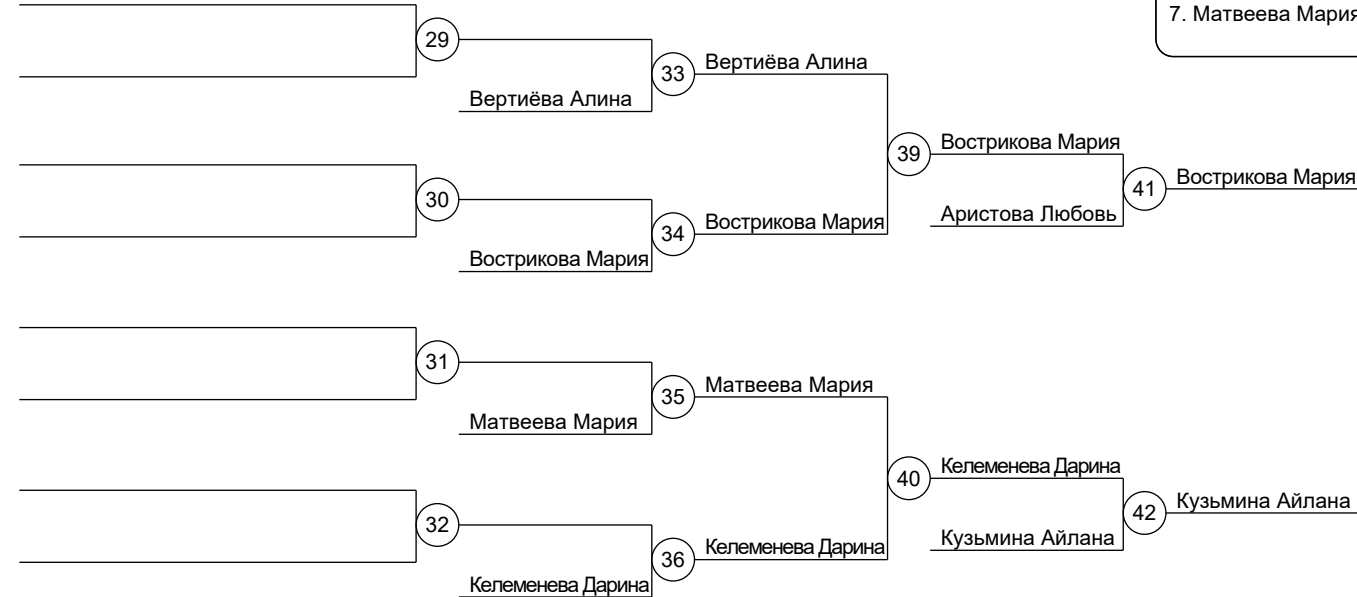 7. Матвеева Мария
29
33
Вертиёва Алина
Вертиёва Алина
39
Вострикова Мария
30
41
Вострикова Мария
34
Вострикова Мария
Аристова Любовь
Вострикова Мария
31
35
Матвеева Мария
Матвеева Мария
40
Келеменева Дарина
32
42
Кузьмина Айлана
36
Келеменева Дарина
Кузьмина Айлана
Келеменева Дарина